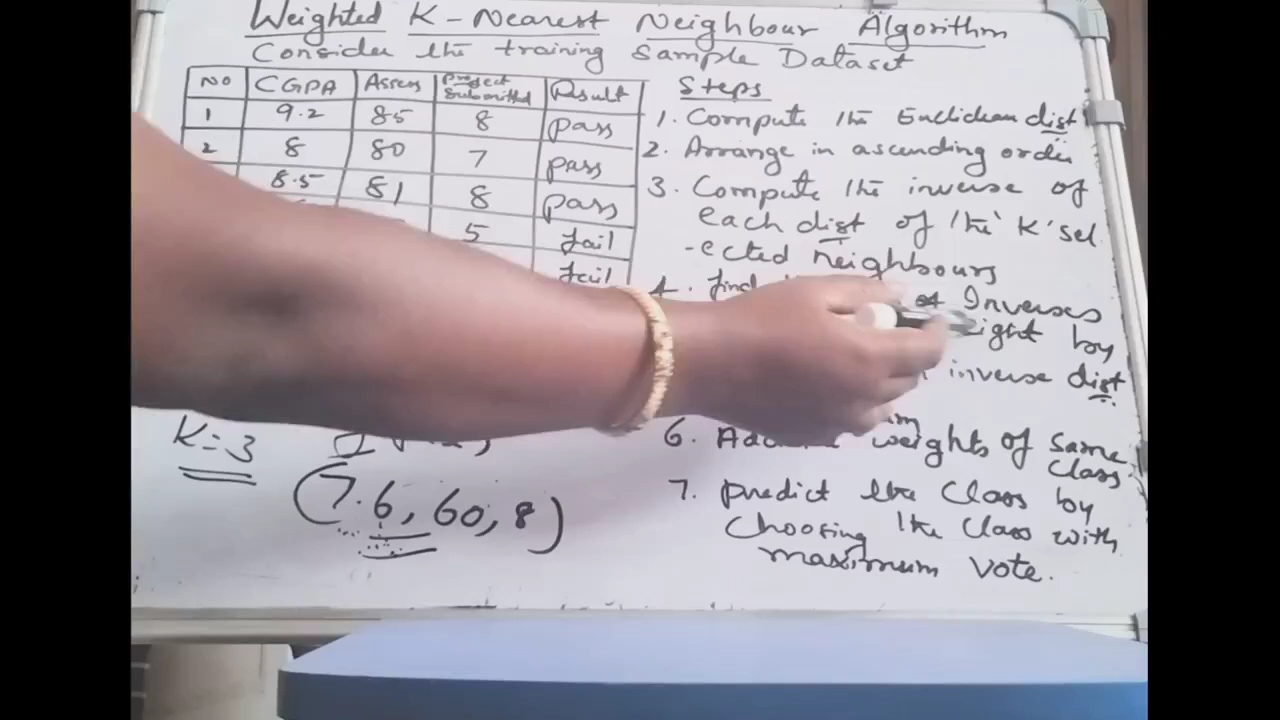 Weighted K-Nearest Neighbour Algorithm
Consider the training Sample Dataset
No CGPA Assess Project Submitted Result
1 9.2 85 8 pass
2 8 80 7 pass
8.5 81 8 pass
5 fail
fail
K=3
(7.6, 60, 8)
Steps
1. Compute the Euclidean dist
2. Arrange in ascending order
3. Compute the inverse of
each dist of the 'K' sel
-ected neighbours
4. find of Inverses
by
inverse dist.
6. weights of same
class.
7. predict the class by
choosing the class with
maximum vote.